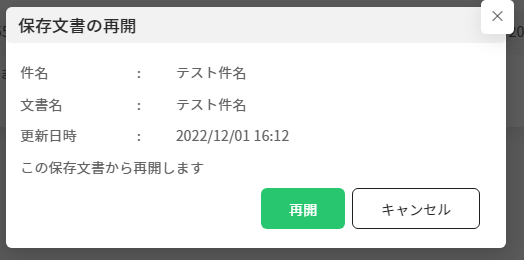 保存文書の再開
件名 : テスト件名
文書名 : テスト件名
更新日時 : 2022/12/01 16:12
この保存文書から再開します
再開 キャンセル